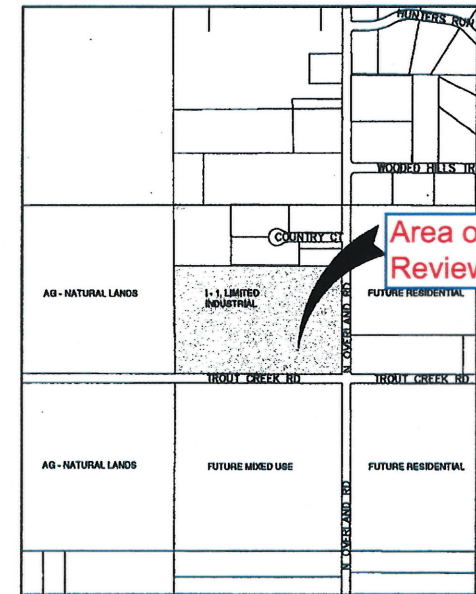 HUNTERS RUN
WOODED HILLS TR
COUNTRY CT
Area o
Review
AG - NATURAL LANDS
I - 1, LIMITED
INDUSTRIAL
FUTURE RESIDENTIAL
N OVERLAND RD
TROUT CREEK RD
TROUT CREEK RD
AG - NATURAL LANDS
FUTURE MIXED USE
FUTURE RESIDENTIAL
N OVERLAND RD